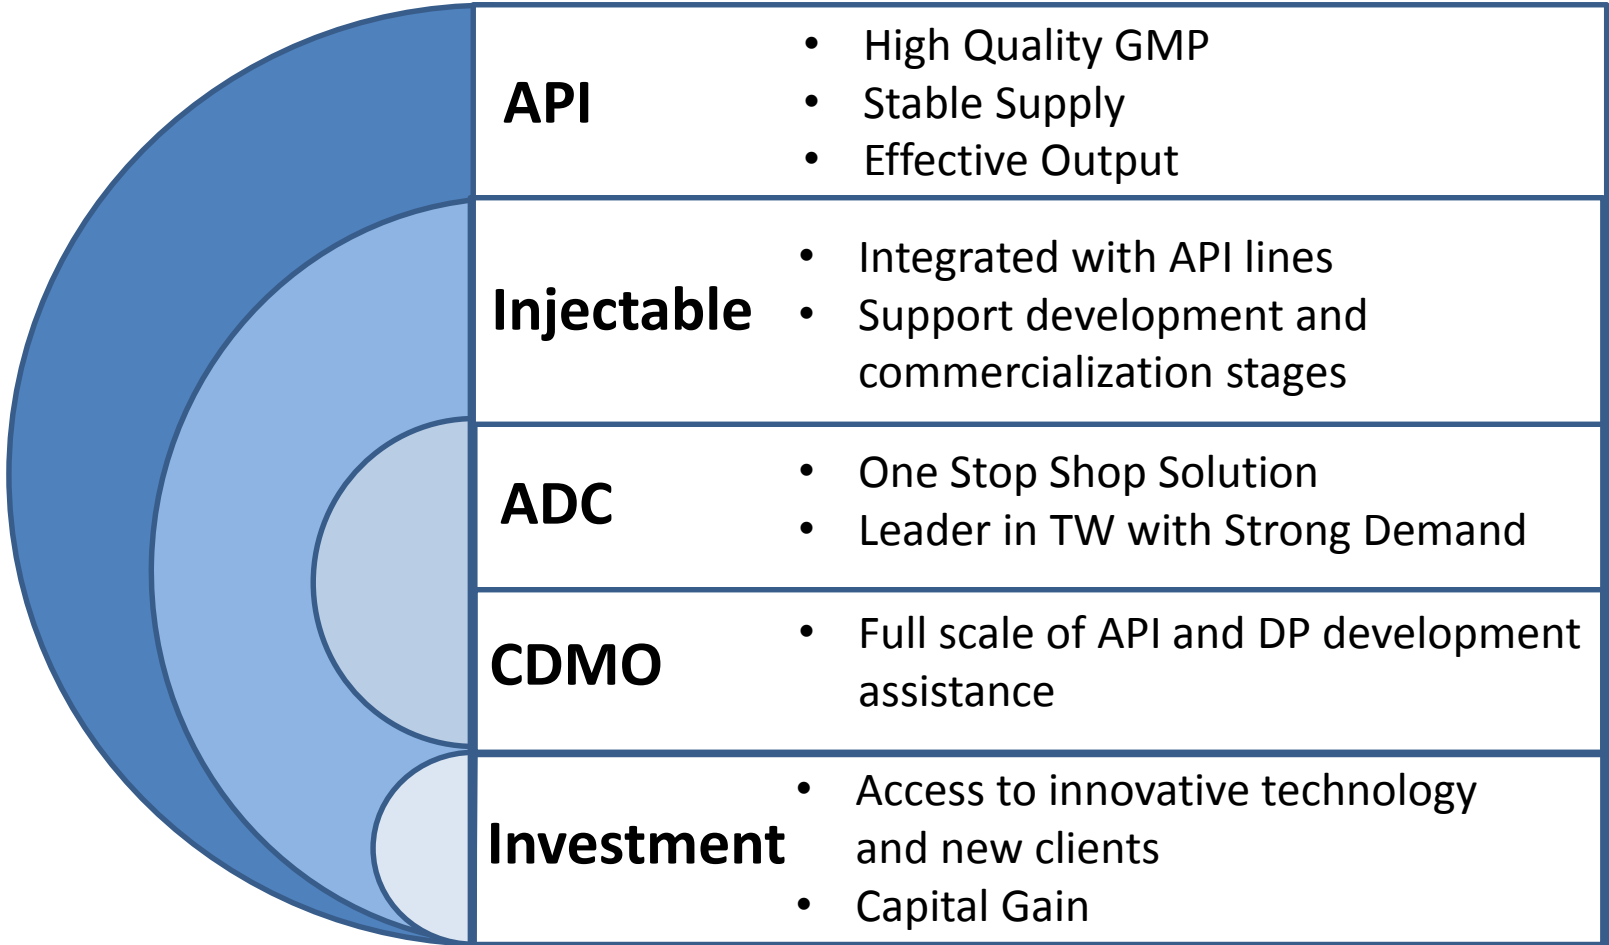 API
• High Quality GMP
• Stable Supply
• Effective Output
Injectable
• Integrated with API lines
• Support development and
commercialization stages
ADC
• One Stop Shop Solution
• Leader in TW with Strong Demand
CDMO
• Full scale of API and DP development
assistance
Investment
• Access to innovative technology
and new clients
• Capital Gain